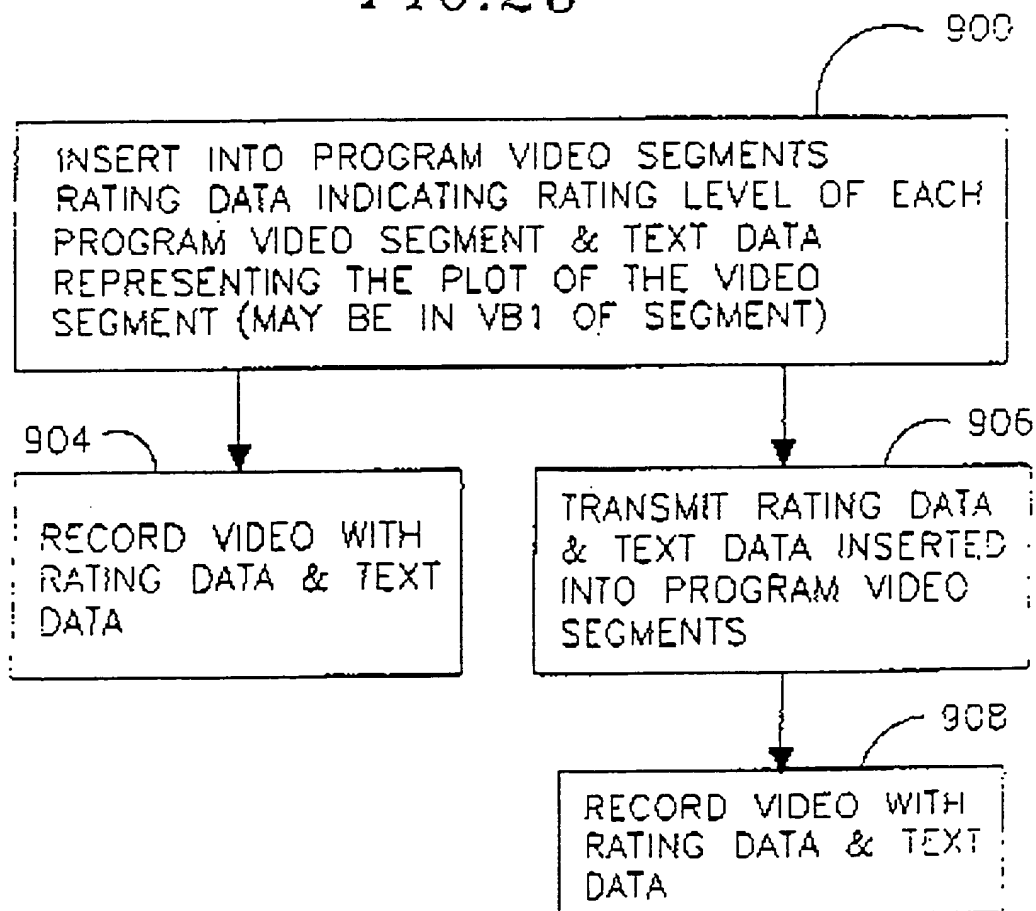 900
INSERT INTO PROGRAM VIDEO SEGMENTS
RATING DATA INDICATING RATING LEVEL OF EACH
PROGRAM VIDEO SEGMENT & TEXT DATA
REPRESENTING THE PLOT OF THE VIDEO
SEGMENT (MAY BE IN VB1 OF SEGMENT)
904
RECORD VIDEO WITH
RATING DATA & TEXT
DATA
906
TRANSMIT RATING DATA
& TEXT DATA INSERTED
INTO PROGRAM VIDEO
SEGMENTS
908
RECORD VIDEO WITH
RATING DATA & TEXT
DATA